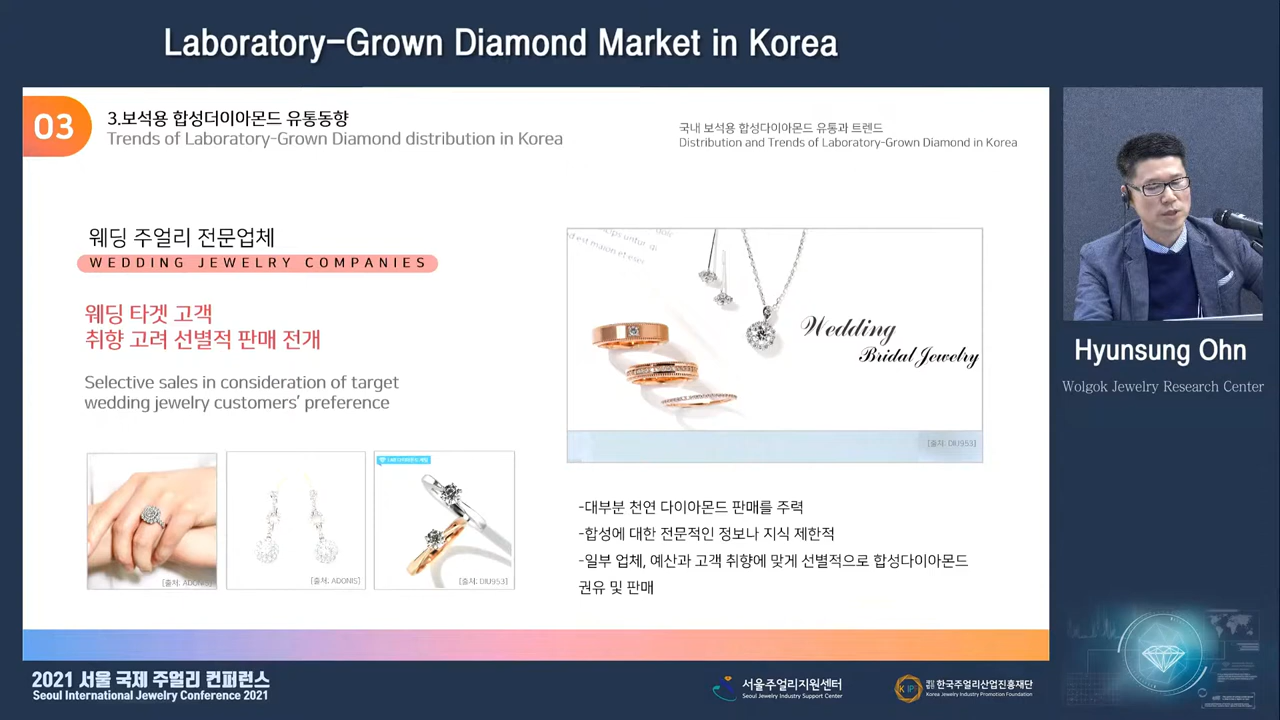 Laboratory-Grown Diamond Market in Korea
03
3.보석용 합성더이아몬드 유통동향
Trends of Laboratory-Grown Diamond distribution in Korea
국내 보석용 합성다이아몬드 유통과 트렌드
Distribution and Trends of Laboratory-Grown Diamond in Korea
웨딩 주얼리 전문업체
WEDDING JEWELRY COMPANIES
웨딩 타겟 고객
취향 고려 선별적 판매 전개
Selective sales in consideration of target
wedding jewelry customers' preference
[출처: ADONIS]
[출처: ADONIS]
[출처: DIU953]
Wedding
Bridal Jewelry
[출처: DIU953]
-대부분 천연 다이아몬드 판매를 주력
-합성에 대한 전문적인 정보나 지식 제한적
-일부 업체, 예산과 고객 취향에 맞게 선별적으로 합성다이아몬드
권유 및 판매
Hyunsung Ohn
Wolgok Jewelry Research Center
2021 서울 국제 주얼리 컨퍼런스
Seoul International Jewelry Conference 2021
서울주얼리지원센터
Seoul Jewelry Industry Support Center
재단법인 한국주얼리산업진흥재단
Korea Jewelry Industry Promotion Foundation